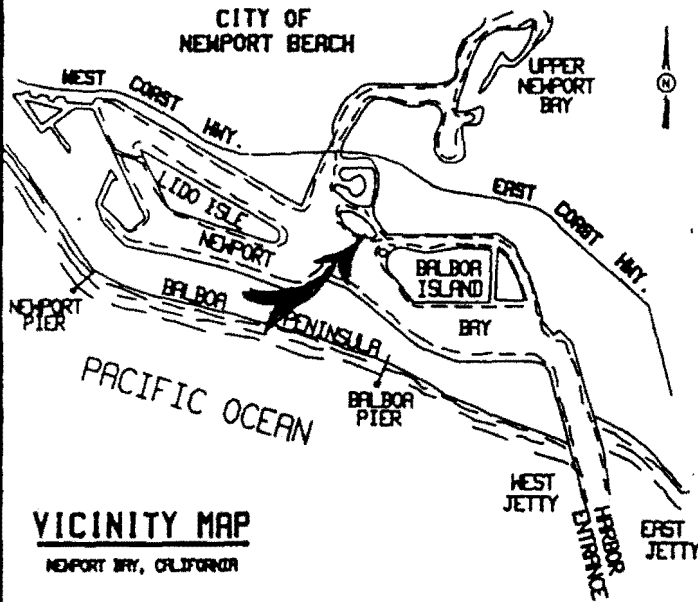 CITY OF
NEWPORT BEACH
WEST COAST HWY.
UPPER
NEWPORT
BAY
N
LIDO ISLE
EAST COAST HWY.
NEWPORT
BALBOA
ISLAND
BALBOA
PENINSULA
BAY
NEWPORT
PIER
PACIFIC OCEAN
BALBOA
PIER
WEST
JETTY
HARBOR
ENTRANCE
EAST
JETTY
VICINITY MAP
NEWPORT BAY, CALIFORNIA